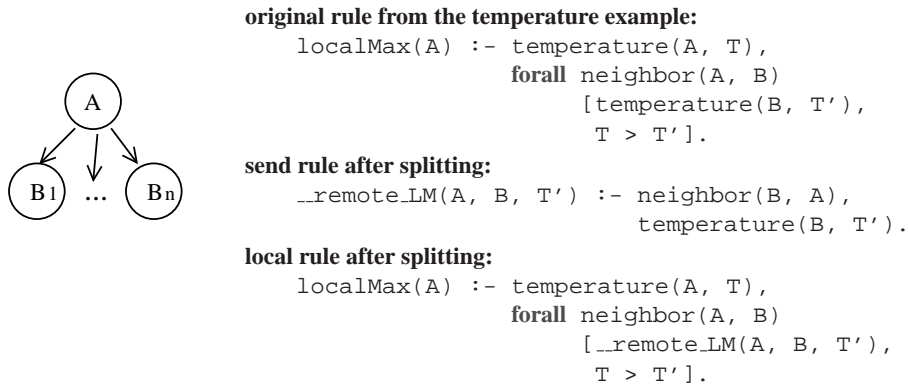 original rule from the temperature example:
localMax(A) :- temperature(A, T),
forall neighbor(A, B)
[temperature(B, T′),
T > T′].
send rule after splitting:
__remote_LM(A, B, T′) :- neighbor(B, A),
temperature(B, T′).
local rule after splitting:
localMax(A) :- temperature(A, T),
forall neighbor(A, B)
[__remote_LM(A, B, T′),
T > T′].
A
B1 ... Bn